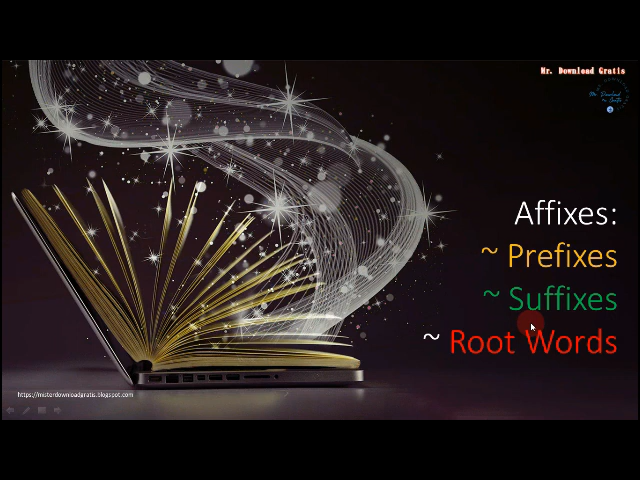 Mr. Download Gratis
Affixes:
~ Prefixes
~ Suffixes
~ Root Words
https://misterdownloadgratis.blogspot.com